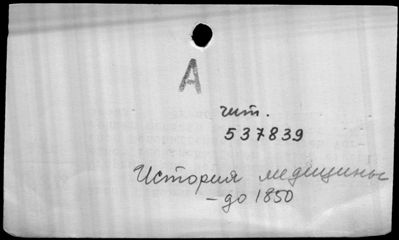 А
чит.
537839
История медицины
- до 1850